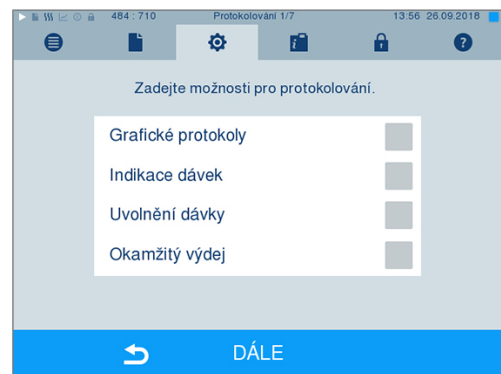 484 : 710 Protokolování 1/7 13:56 26.09.2018
Zadejte možnosti pro protokolování.
Grafické protokoly
Indikace dávek
Uvolnění dávky
Okamžitý výdej
DÁLE